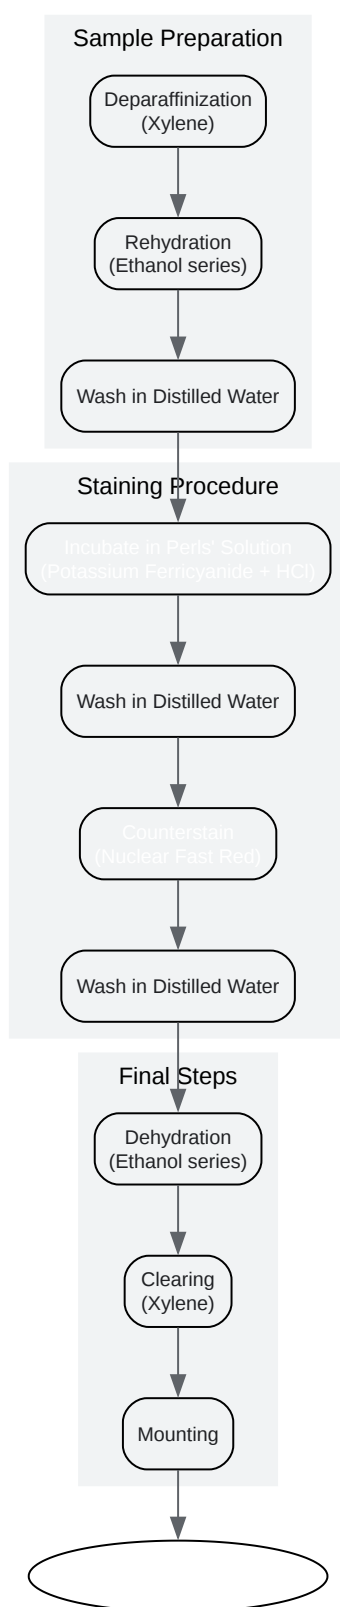 Sample Preparation
Deparaffinization
(Xylene)
Rehydration
(Ethanol series)
Wash in Distilled Water
Staining Procedure
Incubate in Perls' Solution
(Potassium Ferricyanide + HCl)
Wash in Distilled Water
Counterstain
(Nuclear Fast Red)
Wash in Distilled Water
Final Steps
Dehydration
(Ethanol series)
Clearing
(Xylene)
Mounting